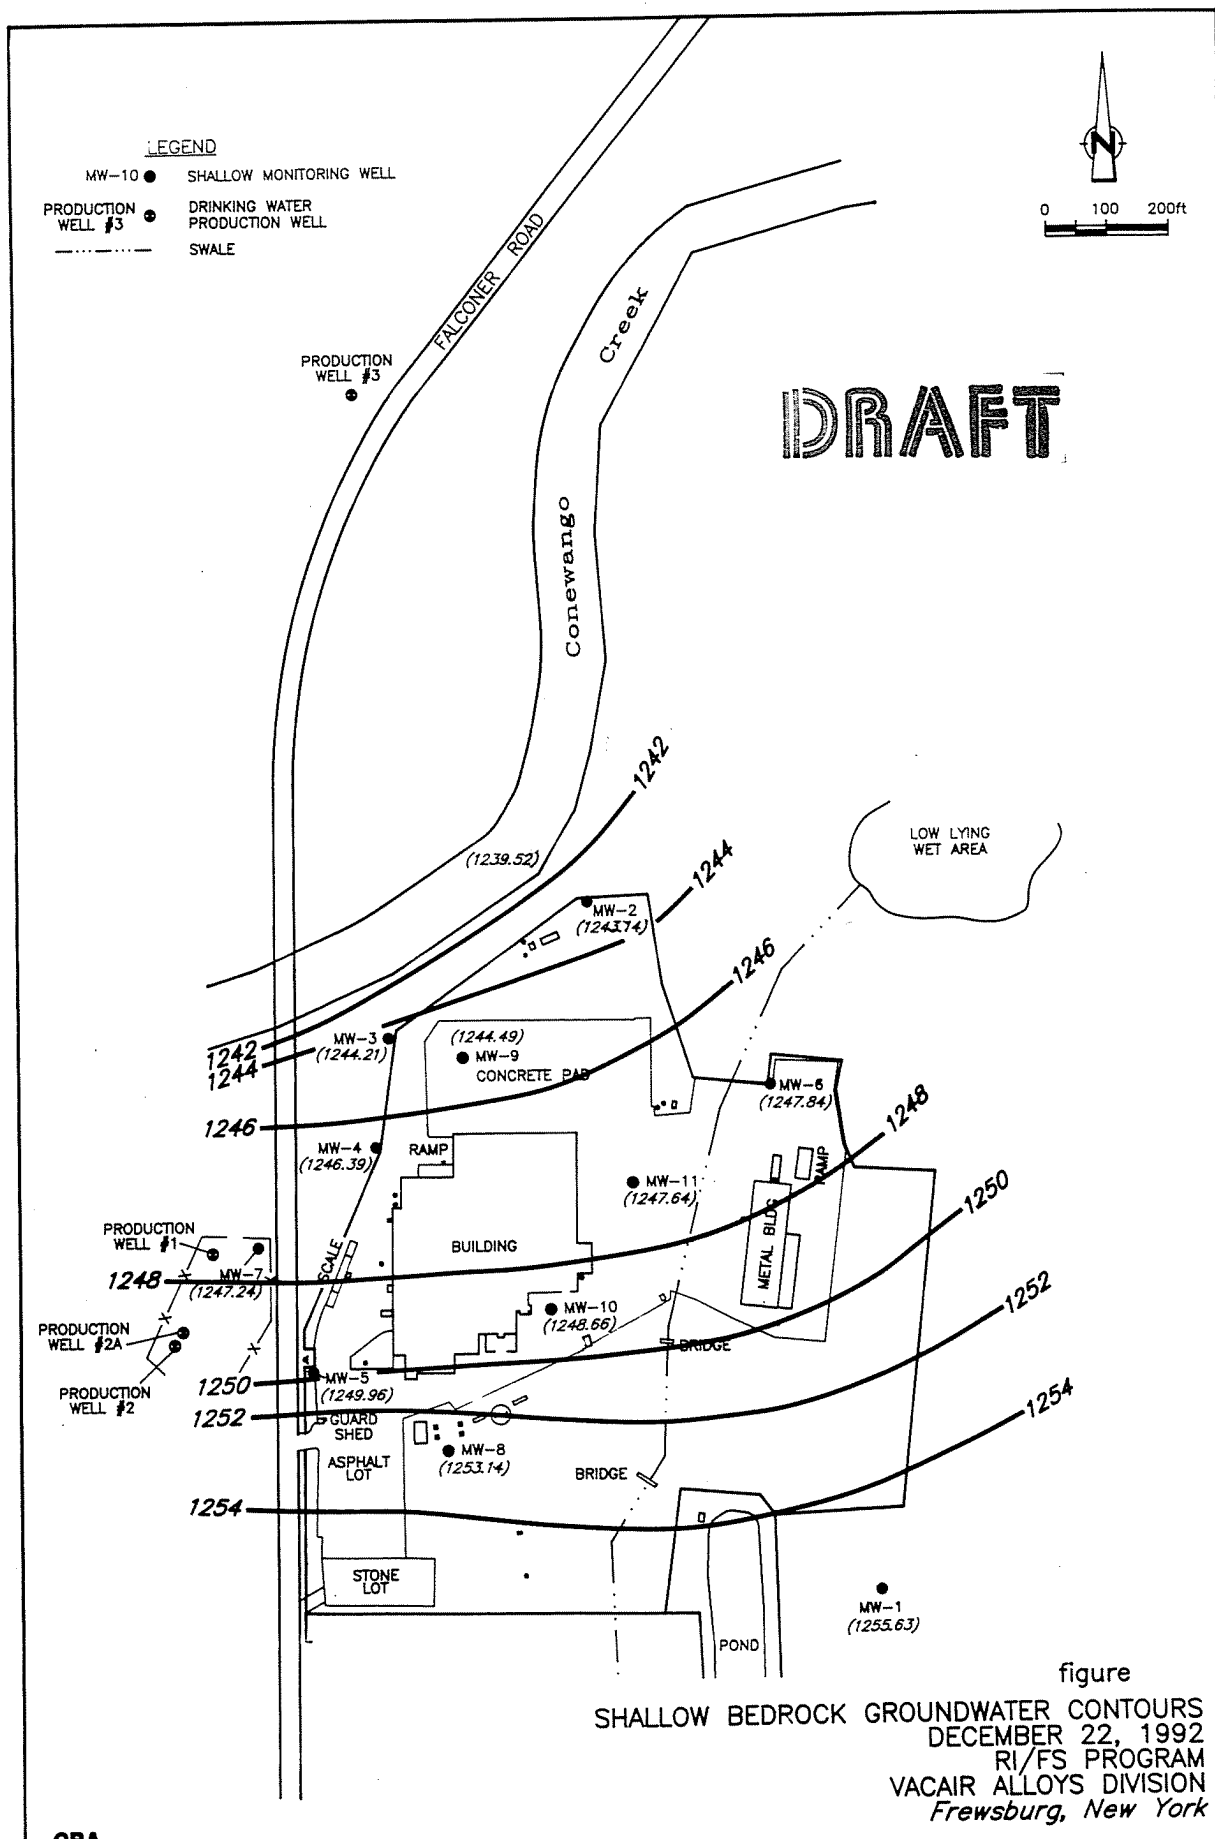 LEGEND
MW-10 SHALLOW MONITORING WELL
PRODUCTION WELL #3
DRINKING WATER
PRODUCTION WELL
SWALE
N
0 100 200ft
FALCONER ROAD
Creek
PRODUCTION
WELL #3
DRAFT
Conewango
1242
LOW LYING
WET AREA
(1239.52)
1244
MW-2
(1243.74)
1246
MW-3
(1244.21)
(1244.49)
MW-9
CONCRETE PAD
1242
1244
MW-6
(1247.84)
1248
1246
MW-4
(1246.39)
RAMP
RAMP
MW-11
(1247.64)
1250
PRODUCTION
WELL #1
SCALE
BUILDING
METAL BLDG
1248
MW-7
(1247.24)
1252
MW-10
(1248.66)
PRODUCTION
WELL #2A
BRIDGE
1250
MW-5
(1249.96)
PRODUCTION
WELL #2
1254
1252
GUARD
SHED
ASPHALT
LOT
MW-8
(1253.14)
BRIDGE
1254
STONE
LOT
MW-1
(1255.63)
POND
figure
SHALLOW BEDROCK GROUNDWATER CONTOURS
DECEMBER 22, 1992
RI/FS PROGRAM
VACAIR ALLOYS DIVISION
Frewsburg, New York
CRA